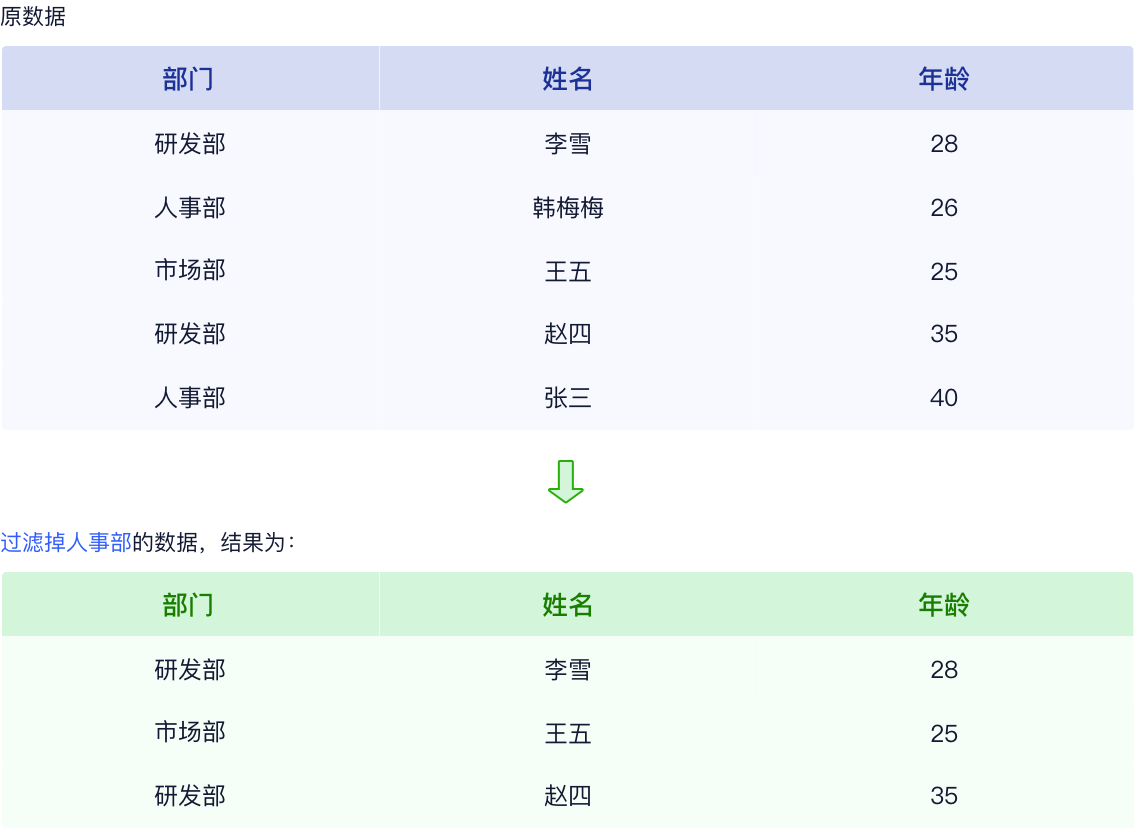 原数据
部门 姓名 年龄
研发部 李雪 28
人事部 韩梅梅 26
市场部 王五 25
研发部 赵四 35
人事部 张三 40
过滤掉人事部的数据，结果为：
部门 姓名 年龄
研发部 李雪 28
市场部 王五 25
研发部 赵四 35